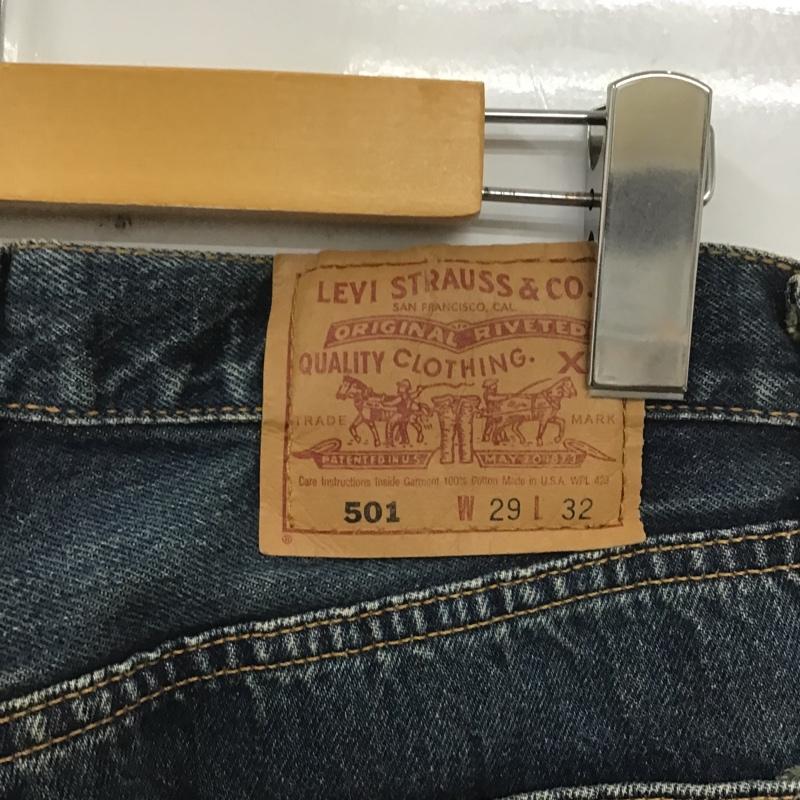 LEVI STRAUSS & CO.
SAN FRANCISCO, CAL.
ORIGINAL RIVETED
QUALITY CLOTHING. X
TRADE MARK
PATENTED IN U.S. MAY 20 1873
Care Instructions Inside Garment 100% Cotton Made in U.S.A. WPL 423
501 W 29 L 32
®